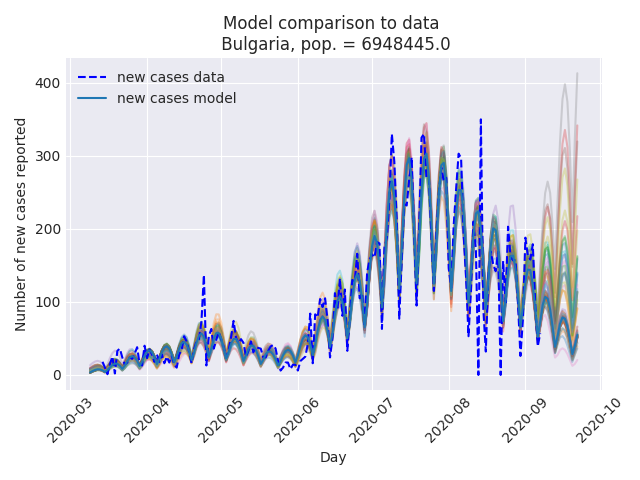 Model comparison to data
Bulgaria, pop. = 6948445.0
new cases data
new cases model
Number of new cases reported
400
300
200
100
0
2020-03
2020-04
2020-05
2020-06
2020-07
2020-08
2020-09
2020-10
Day